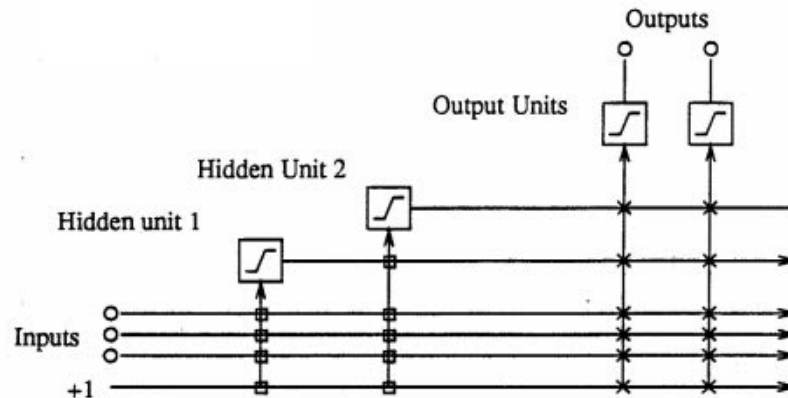 Outputs
Output Units
Hidden Unit 2
Hidden unit 1
Inputs
+1